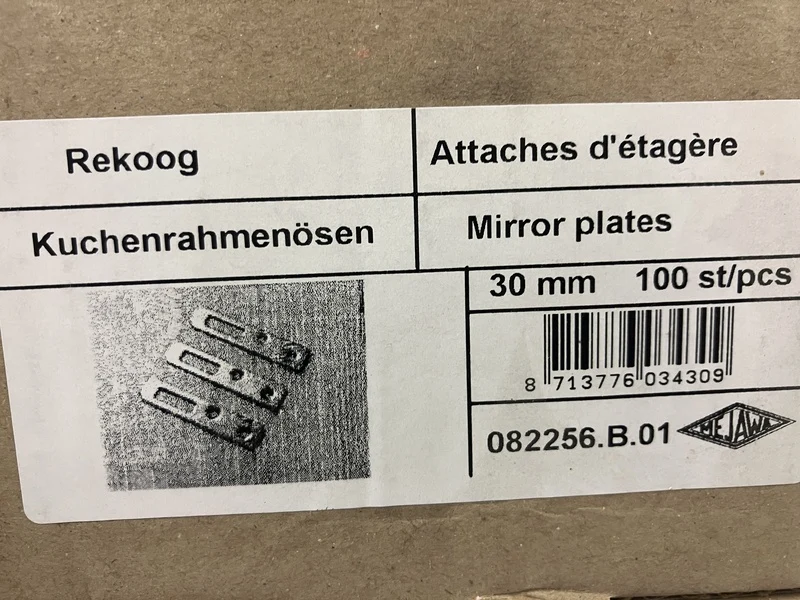 Rekoog
Attaches d'étagère
Kuchenrahmenösen
Mirror plates
30 mm 100 st/pcs
8 713776 034309
082256.B.01
MEJAWA